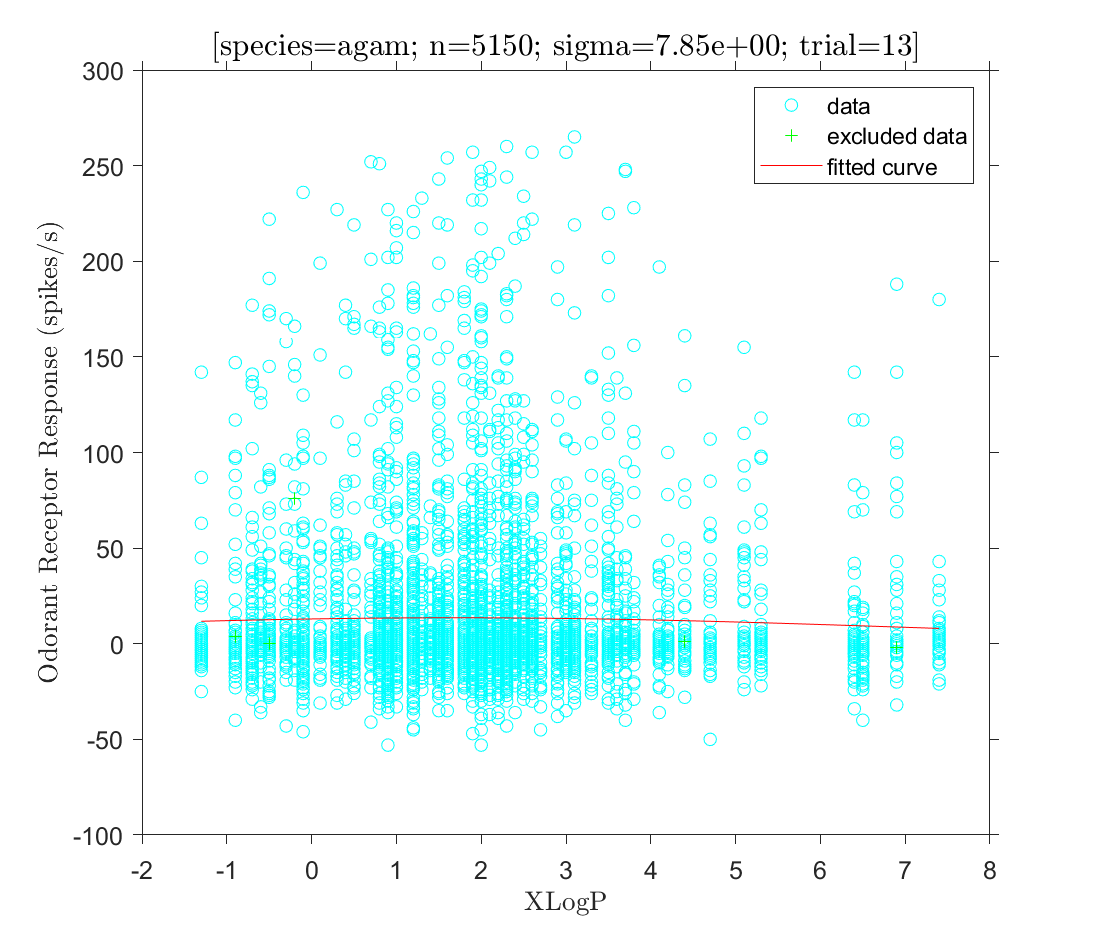 [species=agam; n=5150; sigma=7.85e+00; trial=13]
300
250
200
150
100
50
0
-50
-100
Odorant Receptor Response (spikes/s)
data
excluded data
fitted curve
-2 -1 0 1 2 3 4 5 6 7 8
XLogP